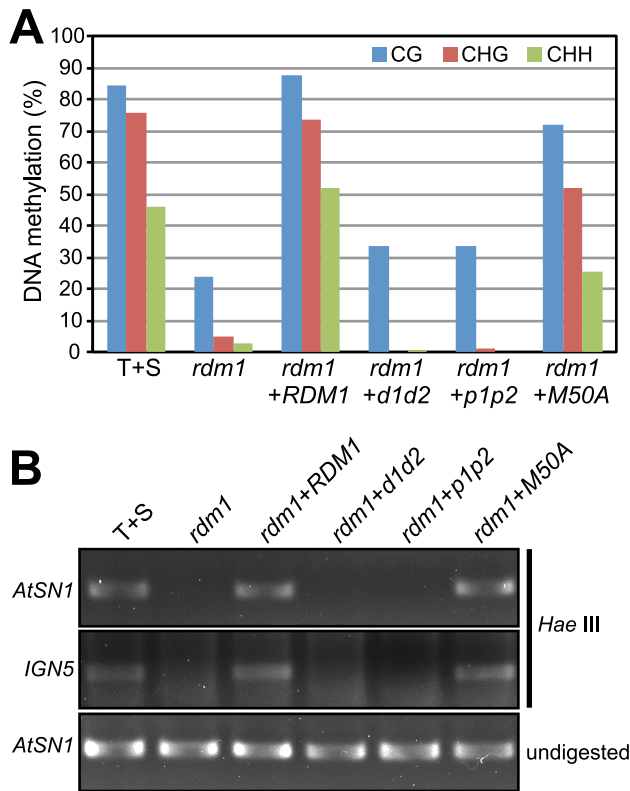 A
DNA methylation (%)
100
90
80
70
60
50
40
30
20
10
0
CG CHG CHH
T+S rdm1 rdm1 rdm1 rdm1 rdm1
+RDM1 +d1d2 +p1p2 +M50A
B
T+S rdm1 rdm1+RDM1 rdm1+d1d2 rdm1+p1p2 rdm1+M50A
AtSN1
Hae III
IGN5
AtSN1 undigested